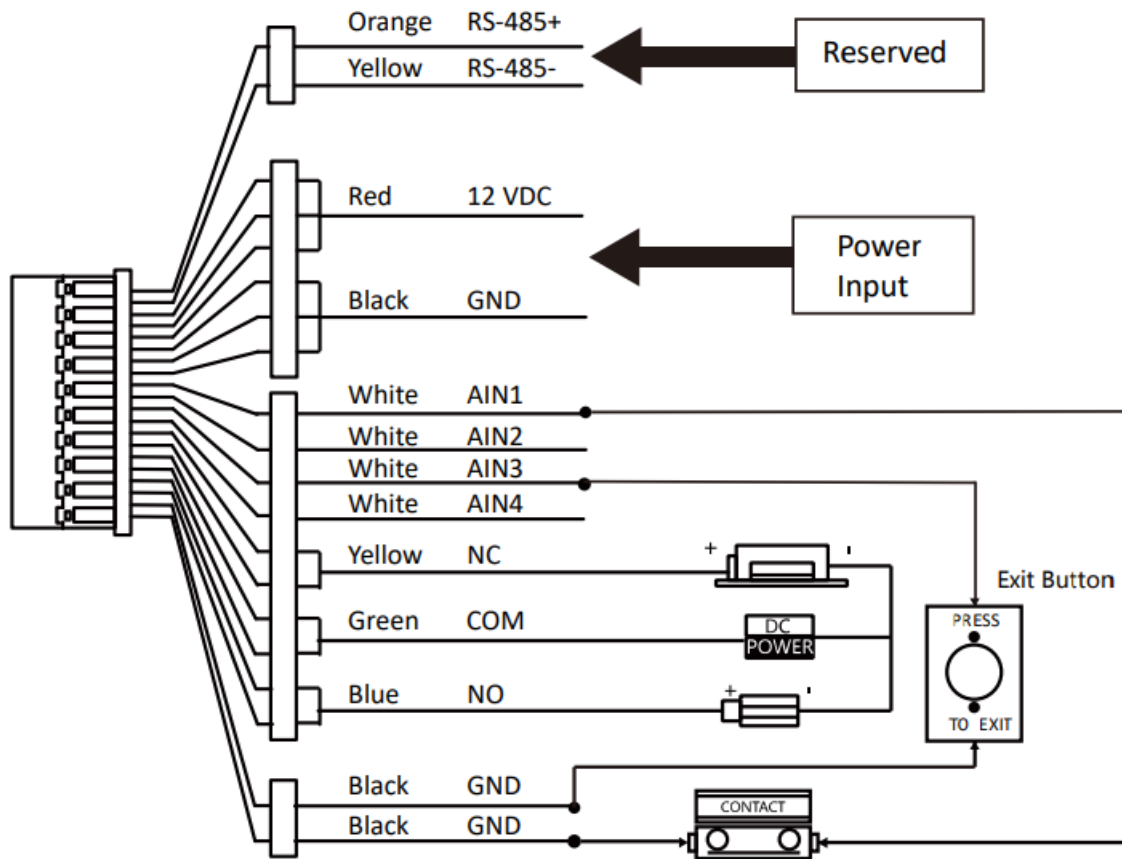 Orange RS-485+
Reserved
Yellow RS-485-
Red 12 VDC
Power
Input
Black GND
White AIN1
White AIN2
White AIN3
White AIN4
Yellow NC
+ '
Exit Button
Green COM
DC
POWER
PRESS
Blue NO
+ '
TO EXIT
Black GND
CONTACT
Black GND